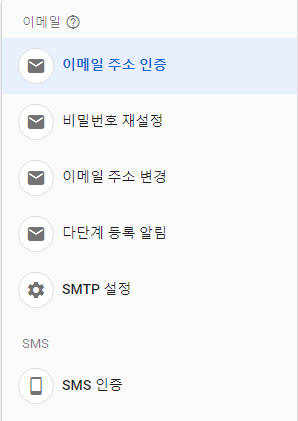 이메일
이메일 주소 인증
비밀번호 재설정
이메일 주소 변경
다단계 등록 알림
SMTP 설정
SMS
SMS 인증